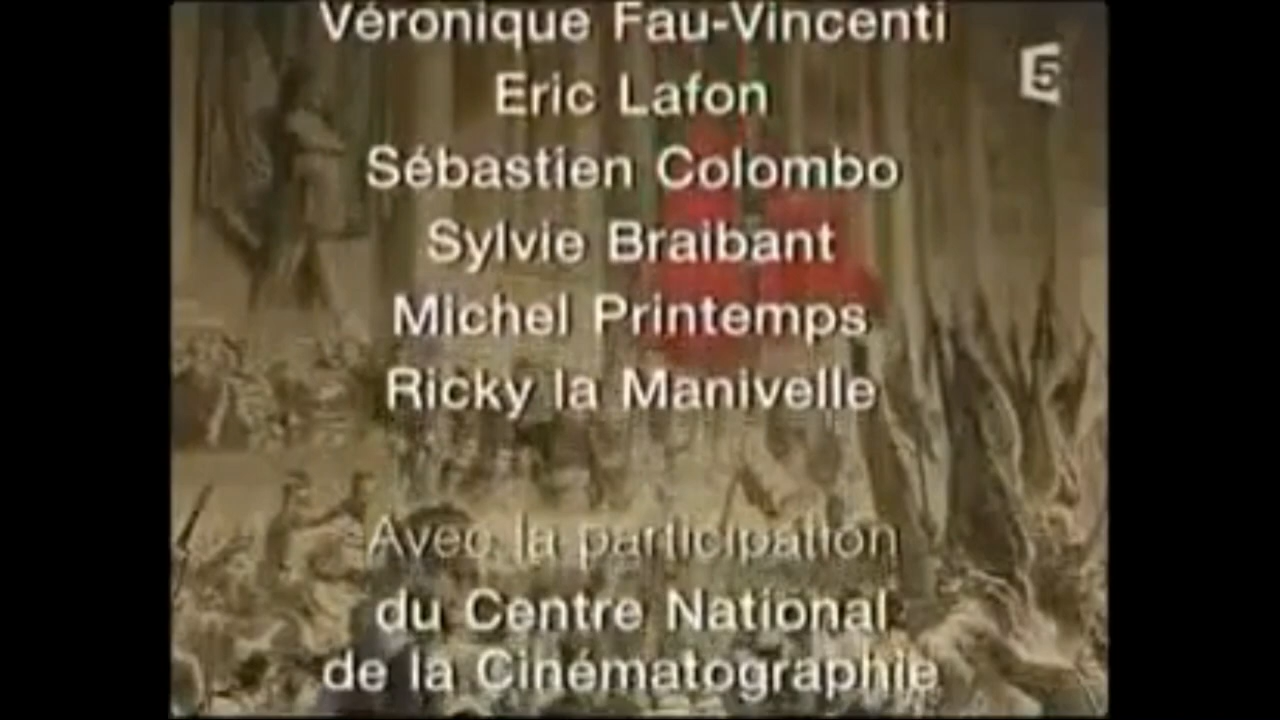 Véronique Fau-Vincenti
5
Eric Lafon
Sébastien Colombo
Sylvie Braibant
Michel Printemps
Ricky la Manivelle
Avec la participation
du Centre National
de la Cinématographie